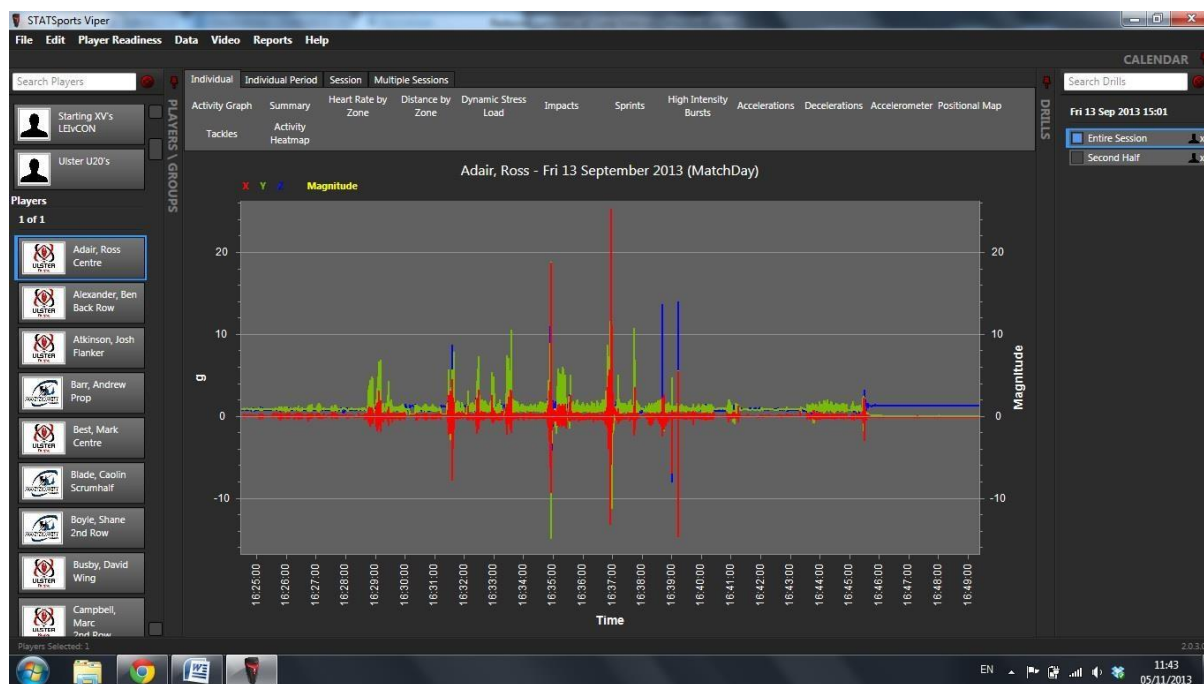 STATSports Viper
File Edit Player Readiness Data Video Reports Help
CALENDAR
Search Players
PLAYERS \ GROUPS
Starting XV's
LEIvCON
Ulster U20's
Players
1 of 1
Adair, Ross
Centre
Alexander, Ben
Back Row
Atkinson, Josh
Flanker
Barr, Andrew
Prop
Best, Mark
Centre
Blade, Caolin
Scrumhalf
Boyle, Shane
2nd Row
Busby, David
Wing
Campbell,
Marc
2nd Row
Players Selected: 1
Individual Individual Period Session Multiple Sessions
Activity Graph Summary Heart Rate by Zone Distance by Zone Dynamic Stress Load Impacts Sprints High Intensity Bursts Accelerations Decelerations Accelerometer Positional Map
Tackles Activity Heatmap
Adair, Ross - Fri 13 September 2013 (MatchDay)
X Y Z Magnitude
g
20
10
0
-10
20
10
0
-10
Magnitude
16:25:00 16:26:00 16:27:00 16:28:00 16:29:00 16:30:00 16:31:00 16:32:00 16:33:00 16:34:00 16:35:00 16:36:00 16:37:00 16:38:00 16:39:00 16:40:00 16:41:00 16:42:00 16:43:00 16:44:00 16:45:00 16:46:00 16:47:00 16:48:00 16:49:00
Time
DRILLS
Search Drills
Fri 13 Sep 2013 15:01
Entire Session
Second Half
EN
11:43
05/11/2013